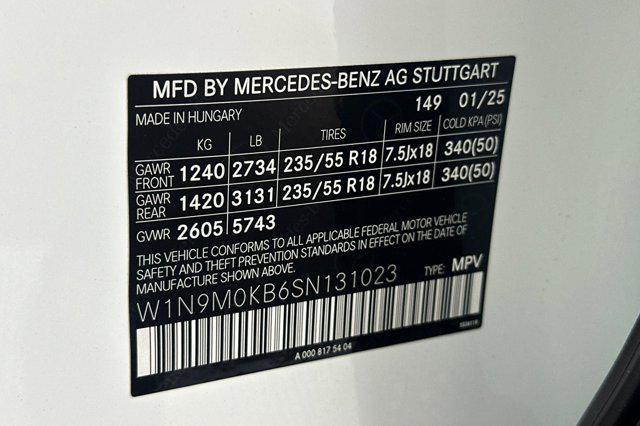 MFD BY MERCEDES-BENZ AG STUTTGART
MADE IN HUNGARY 149 01/25
KG LB TIRES RIM SIZE COLD KPA(PSI)
GAWR FRONT 1240 2734 235/55 R18 7.5Jx18 340(50)
GAWR REAR 1420 3131 235/55 R18 7.5Jx18 340(50)
GVWR 2605 5743
THIS VEHICLE CONFORMS TO ALL APPLICABLE FEDERAL MOTOR VEHICLE
SAFETY AND THEFT PREVENTION STANDARDS IN EFFECT ON THE DATE OF
MANUFACTURE SHOWN ABOVE.
W1N9M0KB6SN131023 TYPE: MPV
A 000 817 54 04